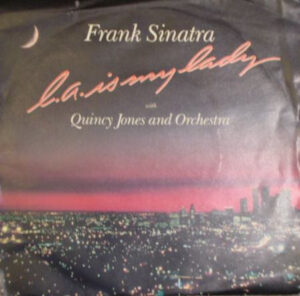 Frank Sinatra
l.a. is my lady
with
Quincy Jones and Orchestra